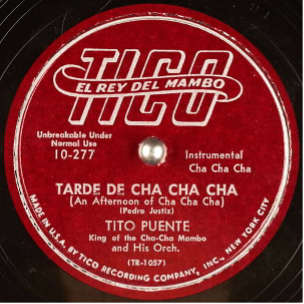 TICO
EL REY DEL MAMBO
Unbreakable Under
Normal Use
10-277
Instrumental
Cha Cha Cha
TARDE DE CHA CHA CHA
(An Afternoon of Cha Cha Cha)
(Pedro Justiz)
TITO PUENTE
King of the Cha-Cha Mambo
and His Orch.
(TR-1057)
MADE IN U.S.A. BY TICO RECORDING COMPANY, INC., NEW YORK CITY